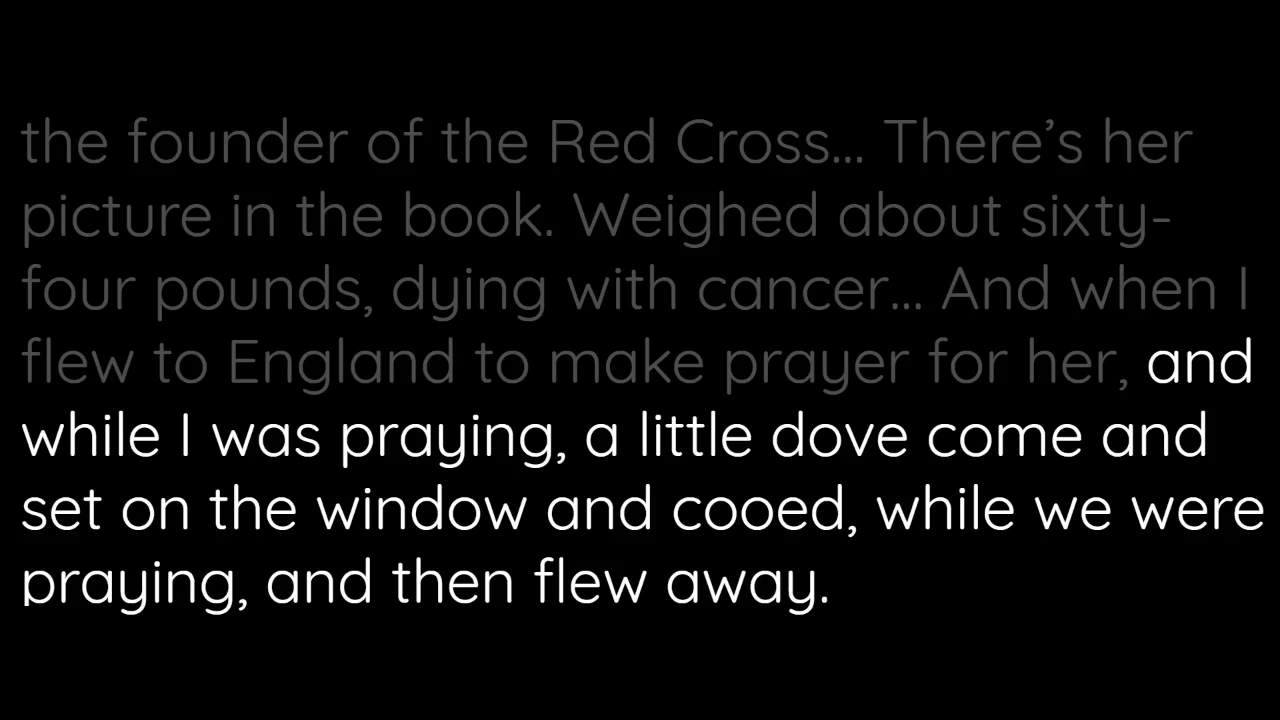 the founder of the Red Cross... There’s her
picture in the book. Weighed about sixty-
four pounds, dying with cancer... And when I
flew to England to make prayer for her, and
while I was praying, a little dove come and
set on the window and cooed, while we were
praying, and then flew away.